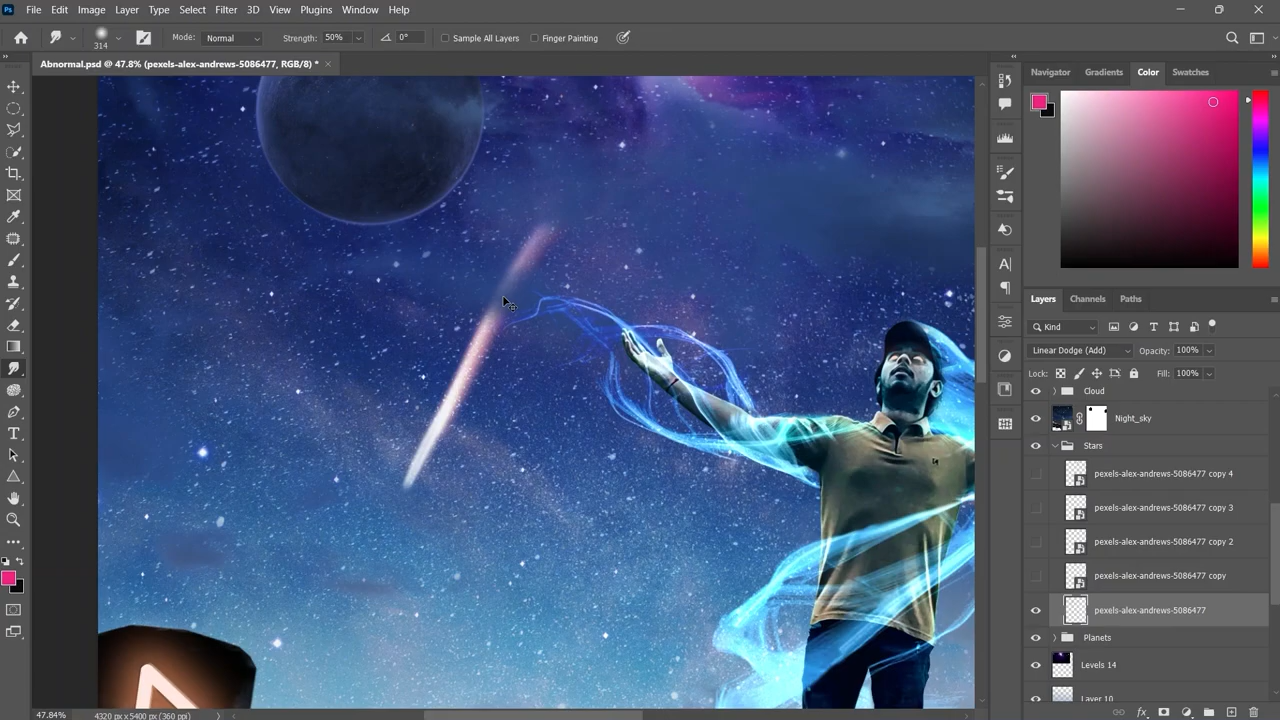 Ps File Edit Image Layer Type Select Filter 3D View Plugins Window Help
314 Mode: Normal Strength: 50% 0° Sample All Layers Finger Painting
Abnormal.psd @ 47.8% (pexels-alex-andrews-5086477, RGB/8) *
Navigator Gradients Color Swatches
Layers Channels Paths
Kind
Linear Dodge (Add) Opacity: 100%
Lock: Fill: 100%
Cloud
Night_sky
Stars
pexels-alex-andrews-5086477 copy 4
pexels-alex-andrews-5086477 copy 3
pexels-alex-andrews-5086477 copy 2
pexels-alex-andrews-5086477 copy
pexels-alex-andrews-5086477
Planets
Levels 14
Layer 10
47.84% 4320 px x 5400 px (360 ppi)